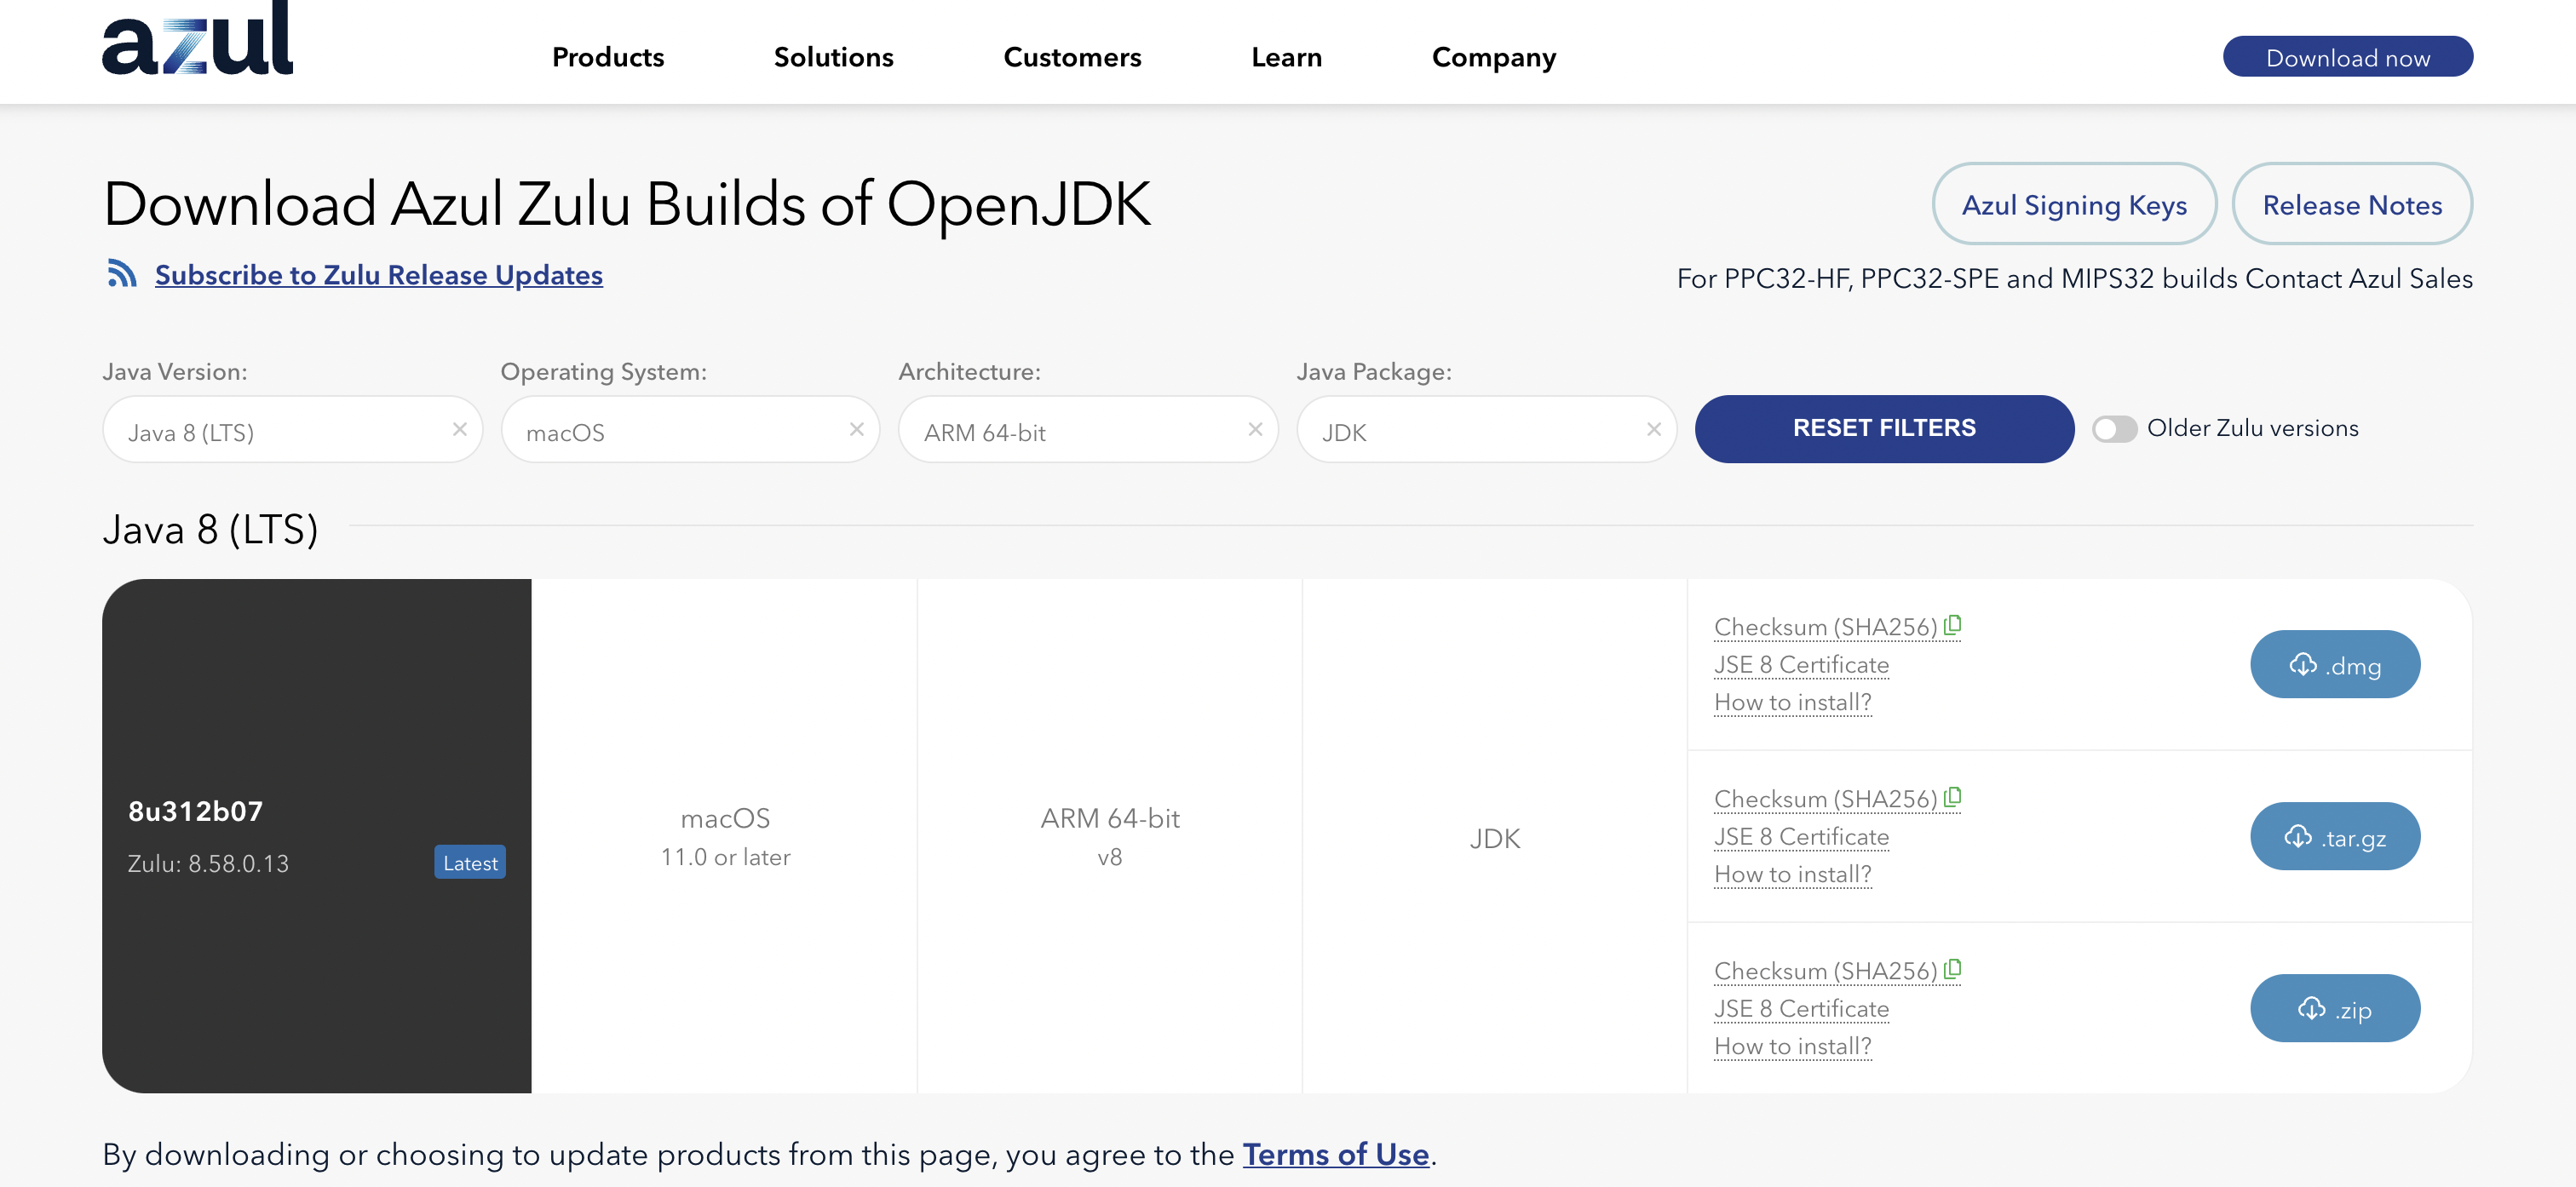 azul
Products Solutions Customers Learn Company Download now
Download Azul Zulu Builds of OpenJDK
Azul Signing Keys Release Notes
Subscribe to Zulu Release Updates
For PPC32-HF, PPC32-SPE and MIPS32 builds Contact Azul Sales
Java Version: Operating System: Architecture: Java Package:
Java 8 (LTS) × macOS × ARM 64-bit × JDK × RESET FILTERS Older Zulu versions
Java 8 (LTS)
8u312b07
Zulu: 8.58.0.13 Latest
macOS
11.0 or later
ARM 64-bit
v8
JDK
Checksum (SHA256)
JSE 8 Certificate
How to install?
.dmg
Checksum (SHA256)
JSE 8 Certificate
How to install?
.tar.gz
Checksum (SHA256)
JSE 8 Certificate
How to install?
.zip
By downloading or choosing to update products from this page, you agree to the Terms of Use.